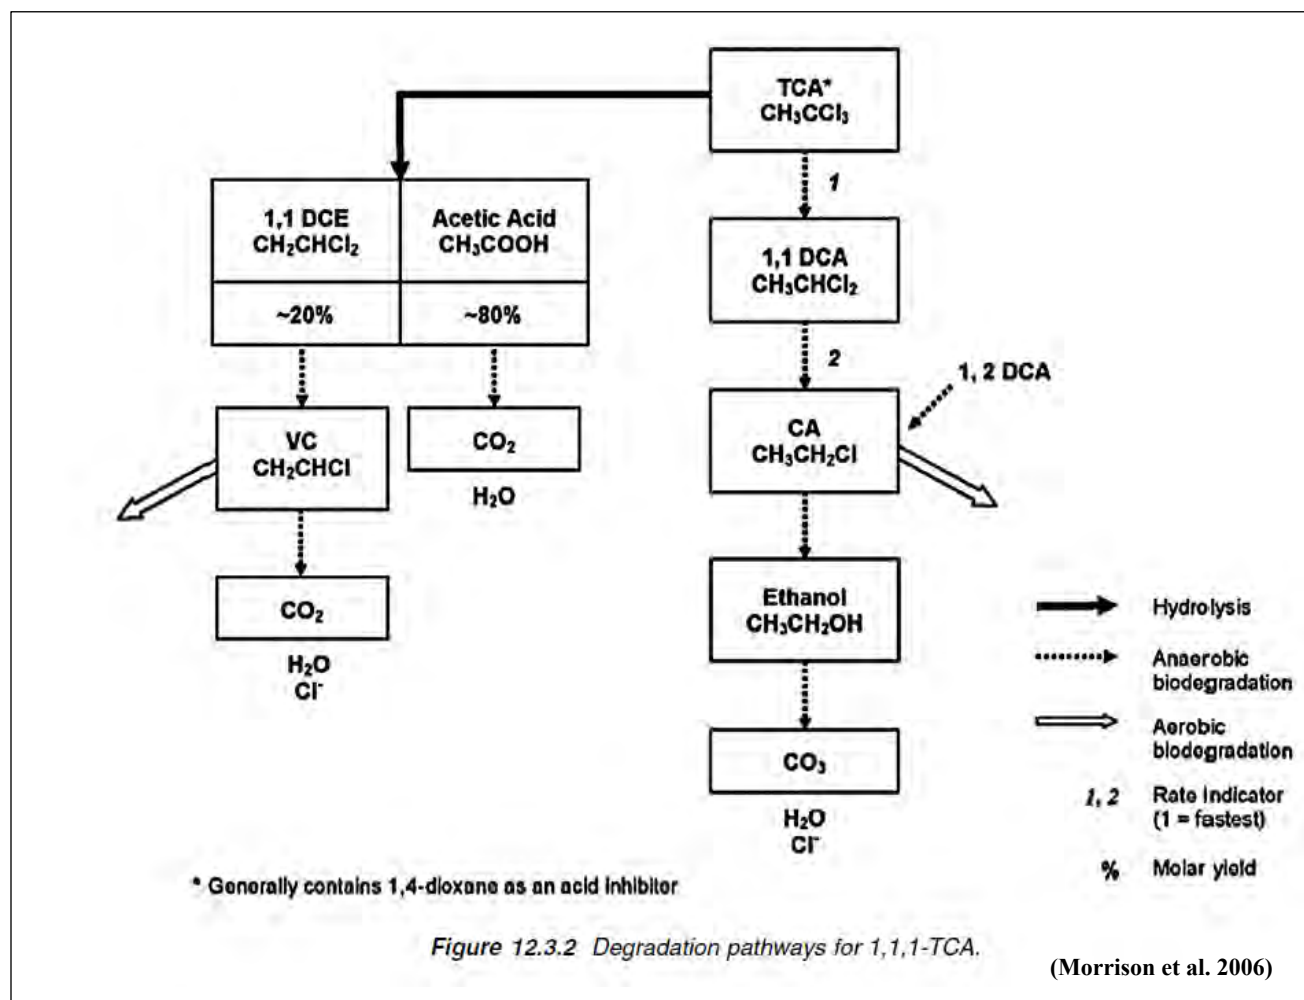 TCA*
CH₃CCl₃
1
1,1 DCE
CH₂CHCl₂
Acetic Acid
CH₃COOH
~20%
~80%
1,1 DCA
CH₃CHCl₂
2
1, 2 DCA
VC
CH₂CHCl
CO₂
H₂O
CA
CH₃CH₂Cl
CO₂
H₂O
Cl⁻
Ethanol
CH₃CH₂OH
CO₃
H₂O
Cl⁻
Hydrolysis
Anaerobic
biodegradation
Aerobic
biodegradation
1, 2 Rate Indicator
(1 = fastest)
% Molar yield
* Generally contains 1,4-dioxane as an acid inhibitor
Figure 12.3.2 Degradation pathways for 1,1,1-TCA.
(Morrison et al. 2006)